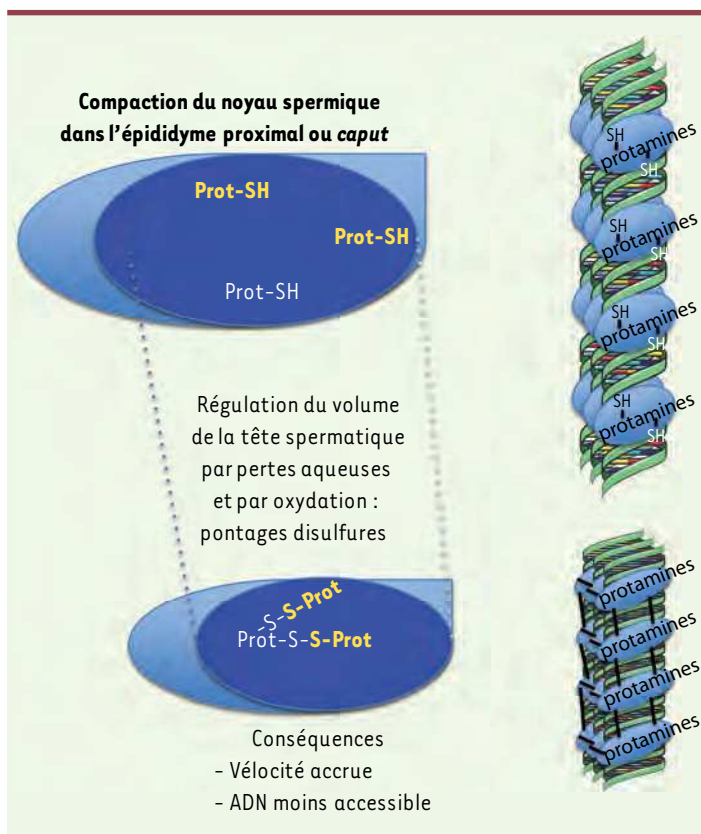 Compaction du noyau spermique
dans l'épididyme proximal ou caput
Prot-SH
Prot-SH
Prot-SH
Régulation du volume
de la tête spermatique
par pertes aqueuses
et par oxydation :
pontages disulfures
-S-S-Prot
Prot-S-S-Prot
Conséquences
- Vélocité accrue
- ADN moins accessible
SH
protamines
SH
SH
protamines
SH
SH
protamines
SH
SH
protamines
SH
protamines
protamines
protamines
protamines